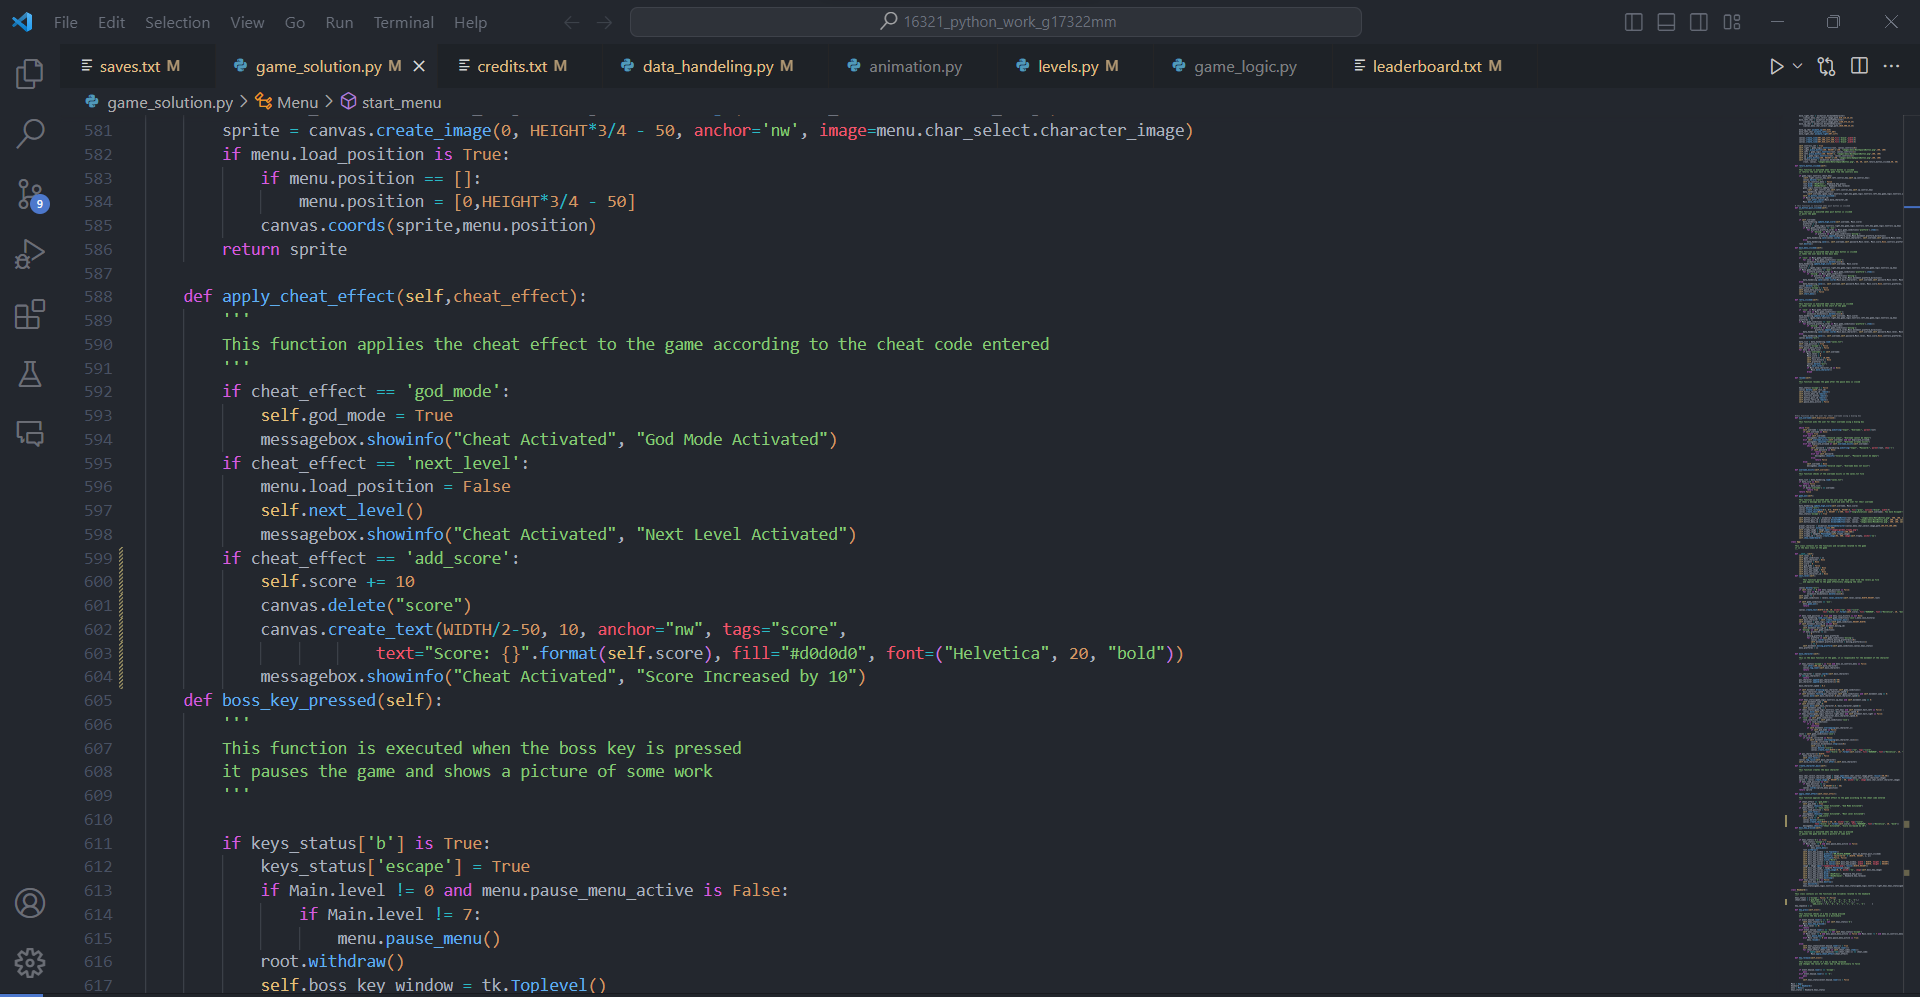 File Edit Selection View Go Run Terminal Help
16321_python_work_g17322mm
saves.txt M game_solution.py M credits.txt M data_handeling.py M animation.py levels.py M game_logic.py leaderboard.txt M
game_solution.py > Menu > start_menu
9
581 sprite = canvas.create_image(0, HEIGHT*3/4 - 50, anchor='nw', image=menu.char_select.character_image)
582 if menu.load_position is True:
583 if menu.position == []:
584 menu.position = [0,HEIGHT*3/4 - 50]
585 canvas.coords(sprite,menu.position)
586 return sprite
587
588 def apply_cheat_effect(self,cheat_effect):
589 '''
590 This function applies the cheat effect to the game according to the cheat code entered
591 '''
592 if cheat_effect == 'god_mode':
593 self.god_mode = True
594 messagebox.showinfo("Cheat Activated", "God Mode Activated")
595 if cheat_effect == 'next_level':
596 menu.load_position = False
597 self.next_level()
598 messagebox.showinfo("Cheat Activated", "Next Level Activated")
599 if cheat_effect == 'add_score':
600 self.score += 10
601 canvas.delete("score")
602 canvas.create_text(WIDTH/2-50, 10, anchor="nw", tags="score",
603 text="Score: {}".format(self.score), fill="#d0d0d0", font=("Helvetica", 20, "bold"))
604 messagebox.showinfo("Cheat Activated", "Score Increased by 10")
605 def boss_key_pressed(self):
606 '''
607 This function is executed when the boss key is pressed
608 it pauses the game and shows a picture of some work
609 '''
610
611 if keys_status['b'] is True:
612 keys_status['escape'] = True
613 if Main.level != 0 and menu.pause_menu_active is False:
614 if Main.level != 7:
615 menu.pause_menu()
616 root.withdraw()
617 self.boss_key_window = tk.Toplevel()